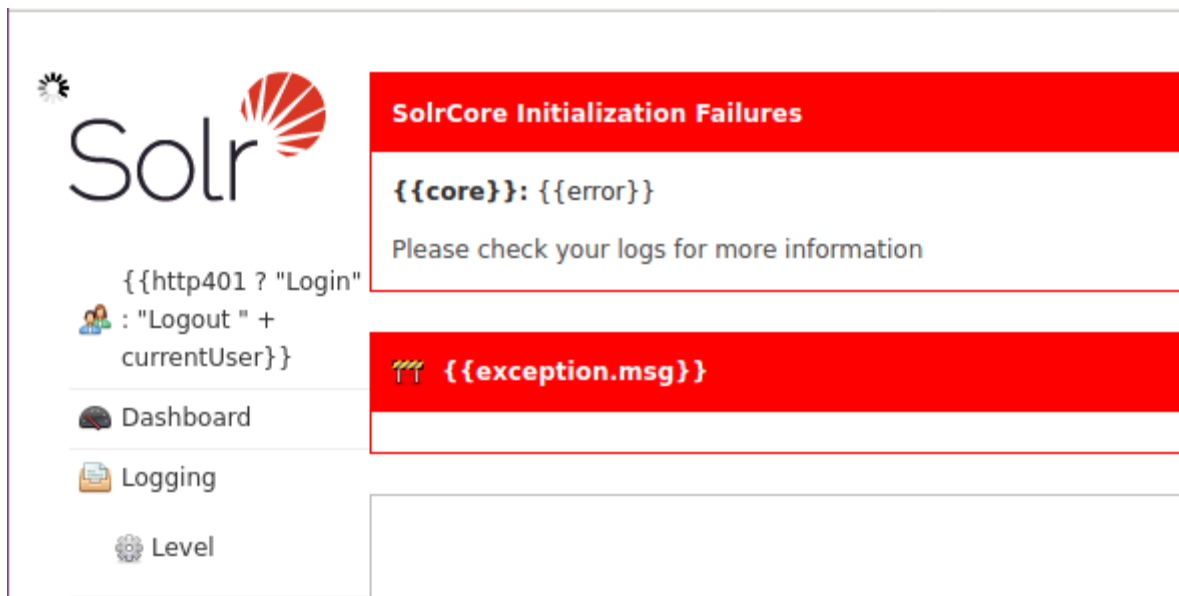 Solr
{{http401 ? "Login"
: "Logout " +
currentUser}}
Dashboard
Logging
Level
SolrCore Initialization Failures
{{core}}: {{error}}
Please check your logs for more information
{{exception.msg}}